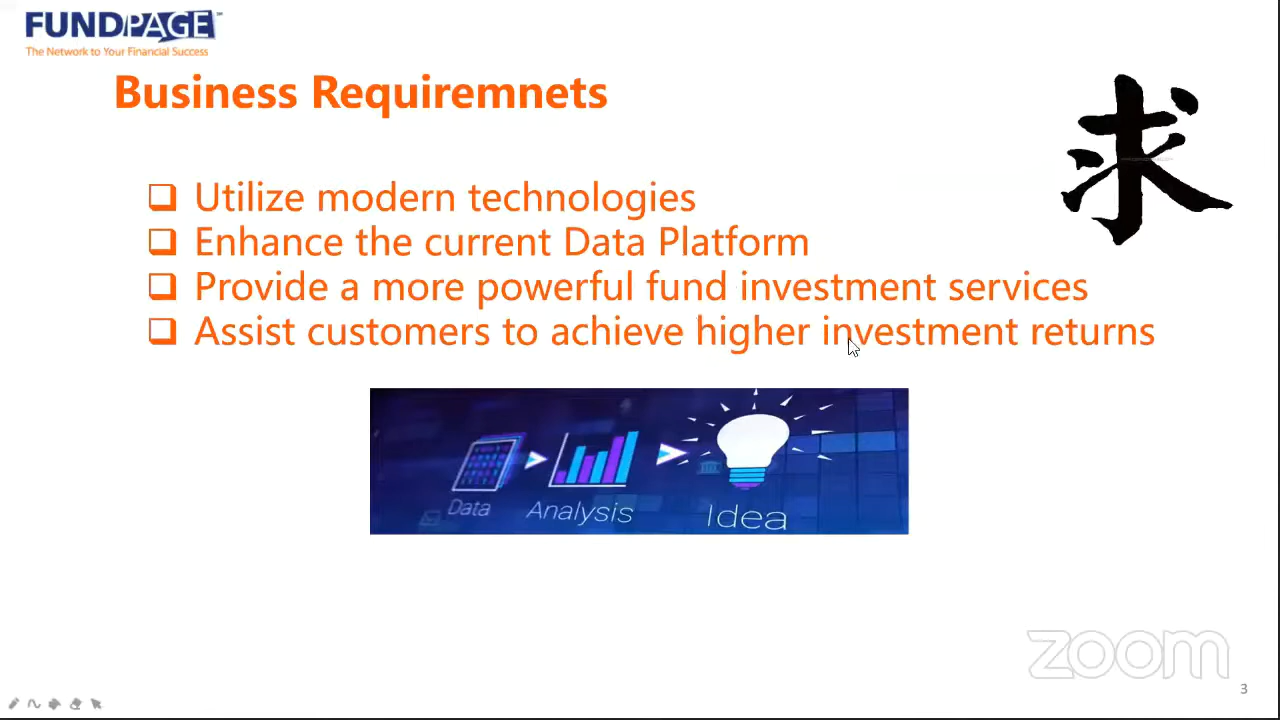 FUNDPAGE™
The Network to Your Financial Success
Business Requiremnets
求
Utilize modern technologies
Enhance the current Data Platform
Provide a more powerful fund investment services
Assist customers to achieve higher investment returns
Data
Analysis
Idea
zoom
3